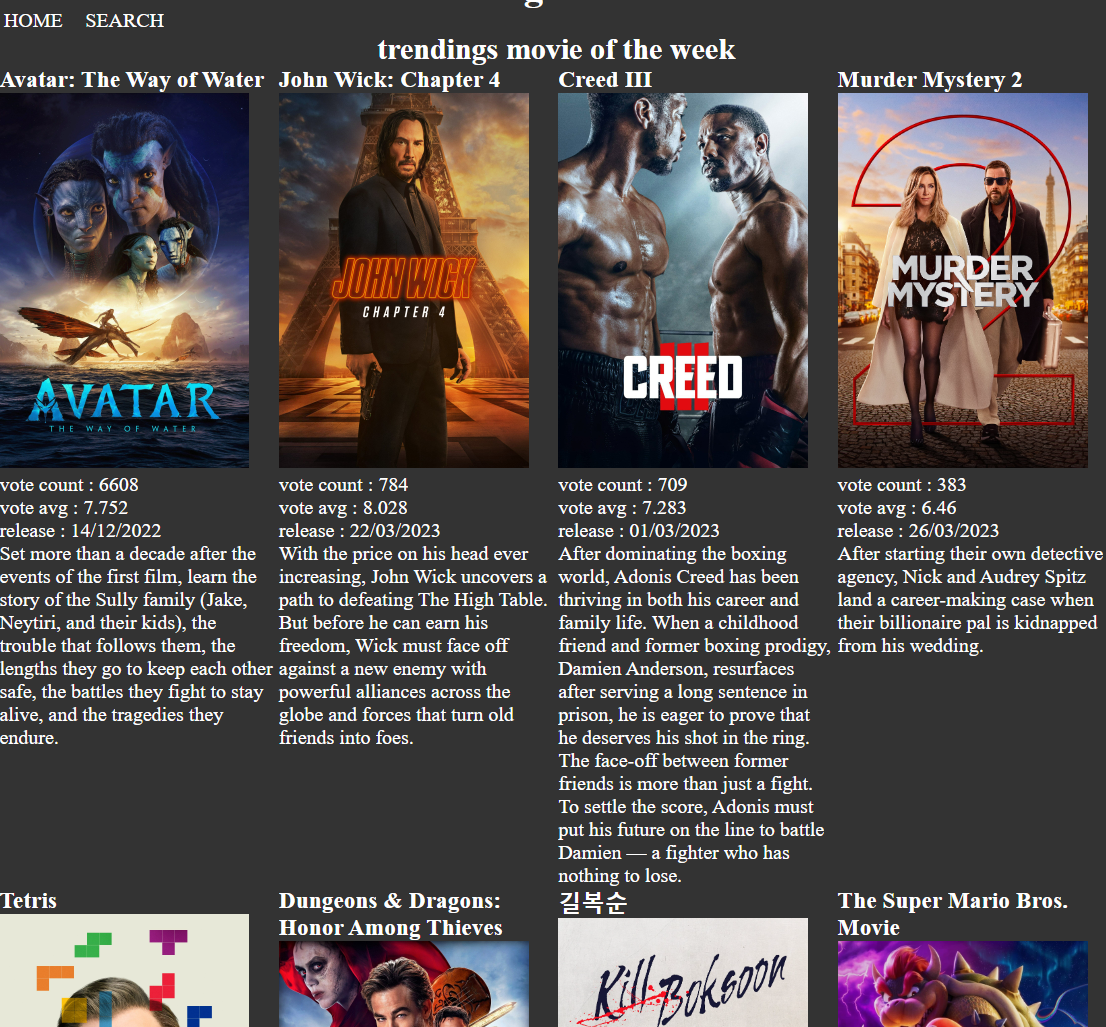 g
HOME SEARCH
trendings movie of the week
Avatar: The Way of Water
AVATAR
THE WAY OF WATER
vote count : 6608
vote avg : 7.752
release : 14/12/2022
Set more than a decade after the
events of the first film, learn the
story of the Sully family (Jake,
Neytiri, and their kids), the
trouble that follows them, the
lengths they go to keep each other
safe, the battles they fight to stay
alive, and the tragedies they
endure.
John Wick: Chapter 4
JOHN WICK
CHAPTER 4
vote count : 784
vote avg : 8.028
release : 22/03/2023
With the price on his head ever
increasing, John Wick uncovers a
path to defeating The High Table.
But before he can earn his
freedom, Wick must face off
against a new enemy with
powerful alliances across the
globe and forces that turn old
friends into foes.
Creed III
CREED
III
vote count : 709
vote avg : 7.283
release : 01/03/2023
After dominating the boxing
world, Adonis Creed has been
thriving in both his career and
family life. When a childhood
friend and former boxing prodigy,
Damien Anderson, resurfaces
after serving a long sentence in
prison, he is eager to prove that
he deserves his shot in the ring.
The face-off between former
friends is more than just a fight.
To settle the score, Adonis must
put his future on the line to battle
Damien — a fighter who has
nothing to lose.
Murder Mystery 2
2
MURDER
MYSTERY
vote count : 383
vote avg : 6.46
release : 26/03/2023
After starting their own detective
agency, Nick and Audrey Spitz
land a career-making case when
their billionaire pal is kidnapped
from his wedding.
Tetris
Dungeons & Dragons:
Honor Among Thieves
길복순
Kill Boksoon
The Super Mario Bros.
Movie